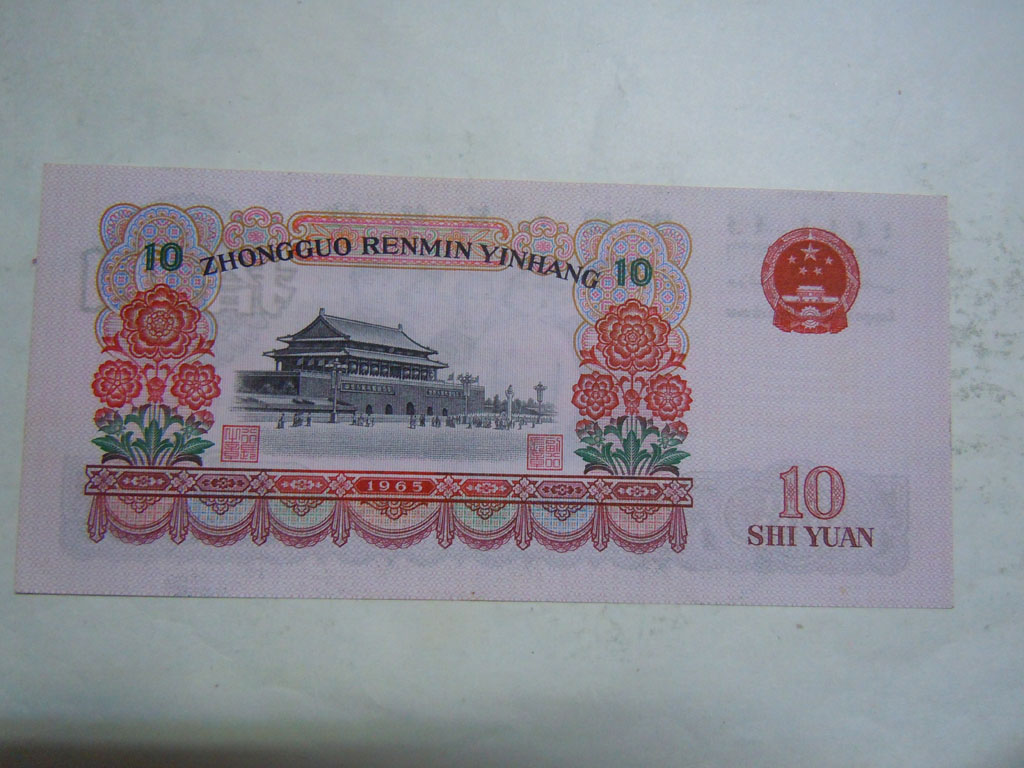 10 ZHONGGUO RENMIN YINHANG 10
1965
10
SHI YUAN